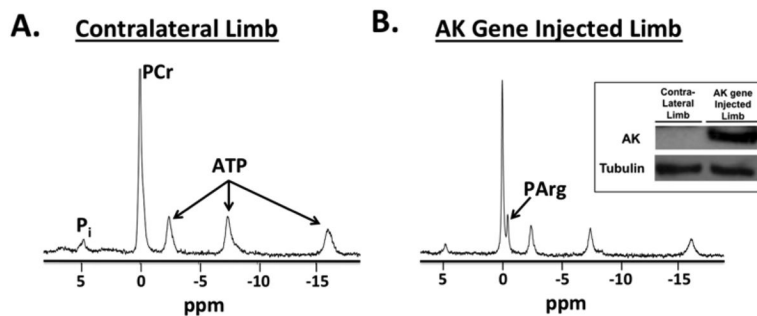 A. Contralateral Limb
PCr
ATP
Pi
5 0 -5 -10 -15
ppm
B. AK Gene Injected Limb
PArg
5 0 -5 -10 -15
ppm
Contra- AK gene
Lateral Injected
Limb Limb
AK
Tubulin